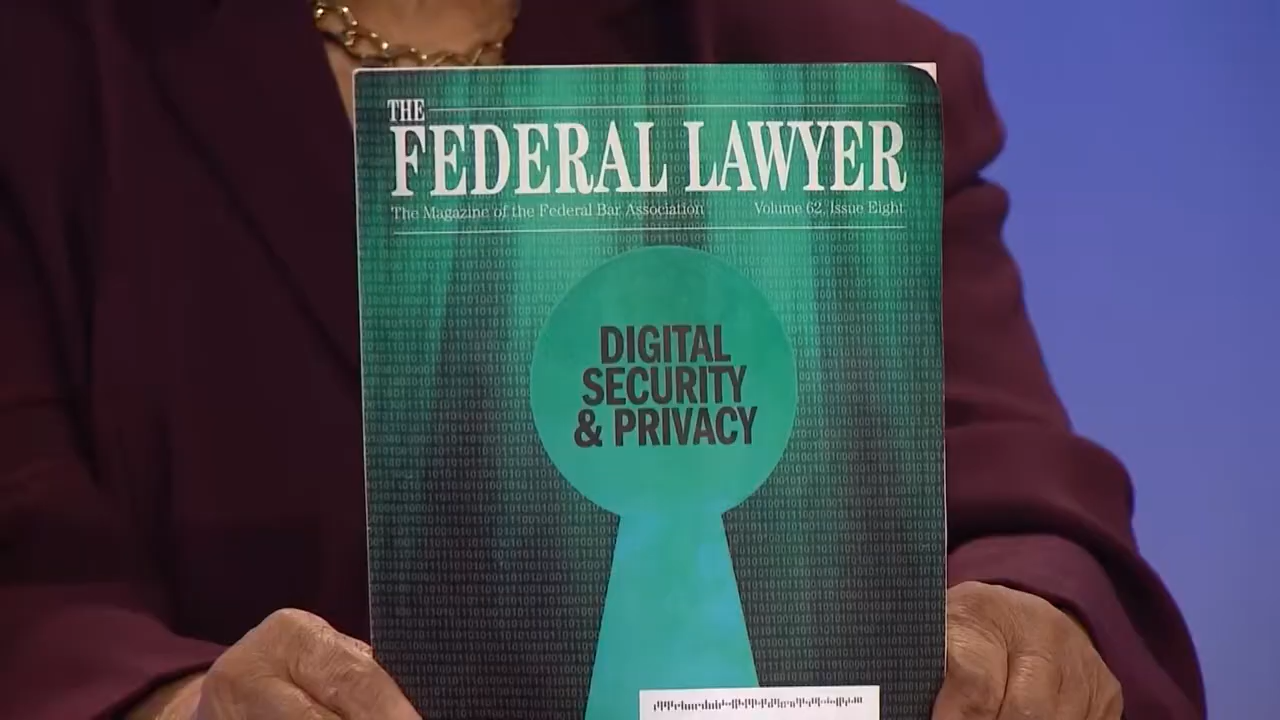 THE
FEDERAL LAWYER
The Magazine of the Federal Bar Association Volume 62, Issue Eight
DIGITAL
SECURITY
& PRIVACY